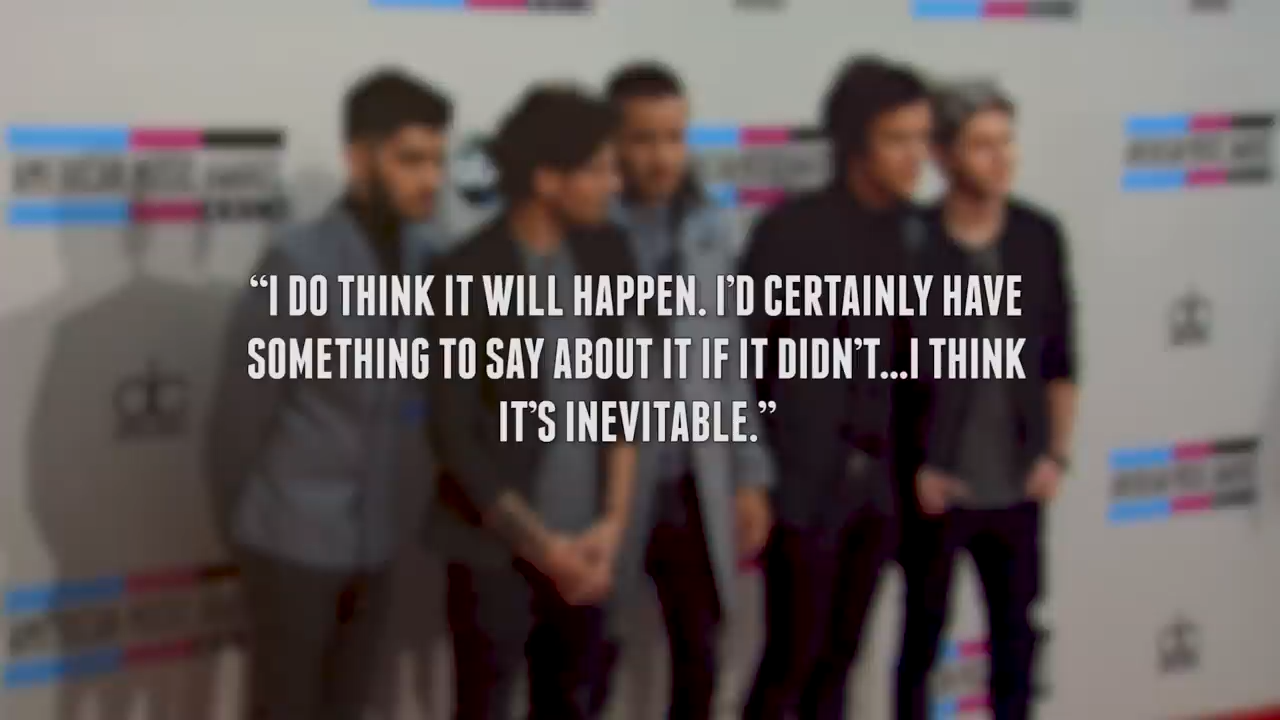 “I DO THINK IT WILL HAPPEN. I’D CERTAINLY HAVE
SOMETHING TO SAY ABOUT IT IF IT DIDN’T...I THINK
IT’S INEVITABLE.”